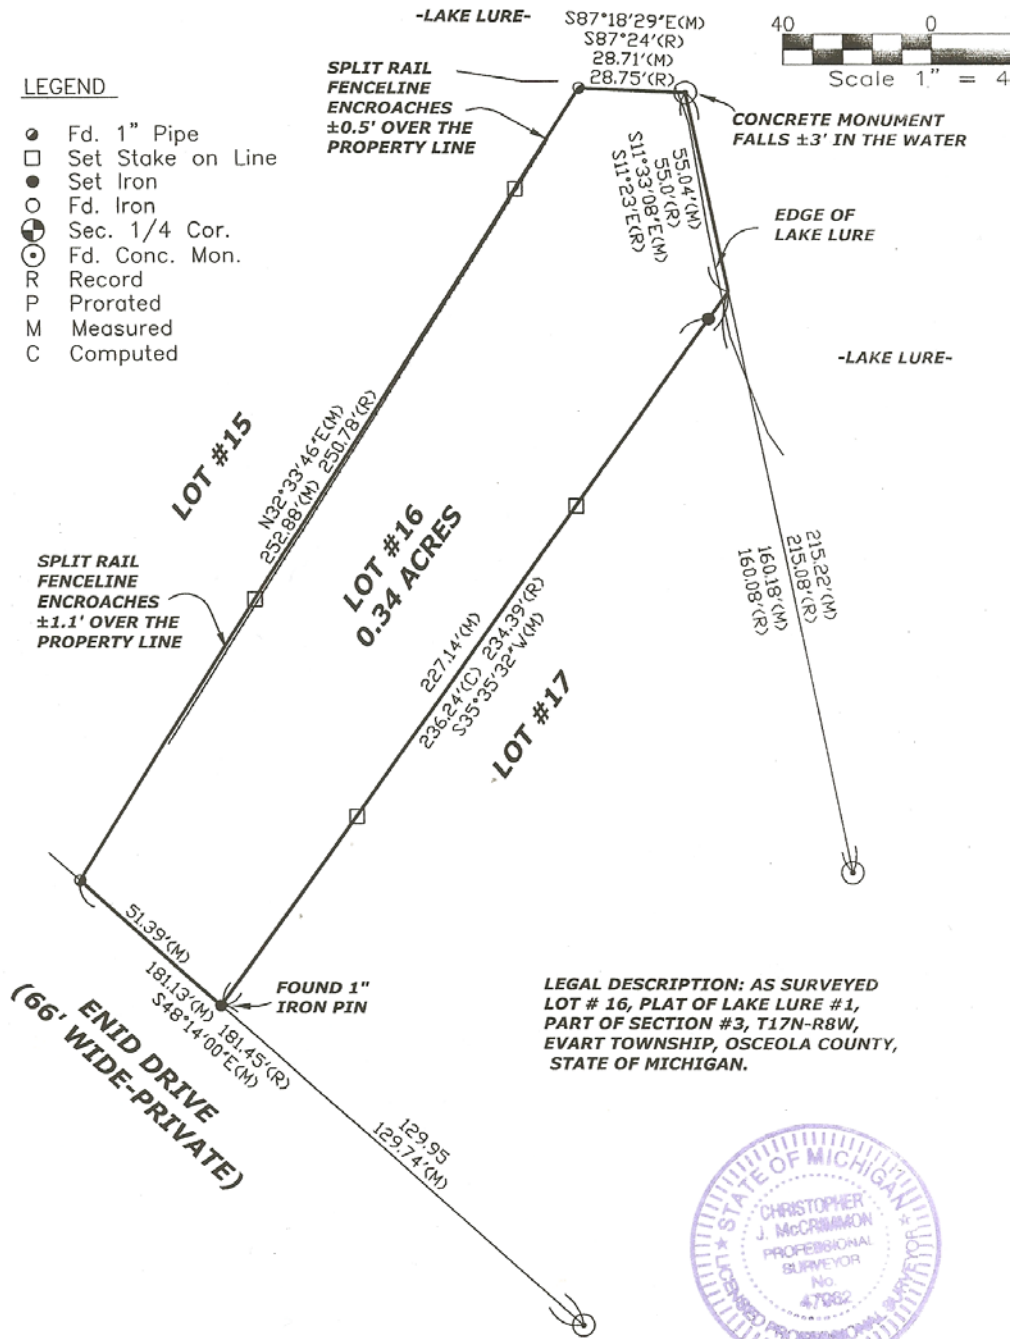 -LAKE LURE-
S87°18'29"E(M)
S87°24'(R)
28.71'(M)
28.75'(R)
40 0
Scale 1" = 4
LEGEND
Fd. 1" Pipe
Set Stake on Line
Set Iron
Fd. Iron
Sec. 1/4 Cor.
Fd. Conc. Mon.
R Record
P Prorated
M Measured
C Computed
SPLIT RAIL
FENCELINE
ENCROACHES
±0.5' OVER THE
PROPERTY LINE
CONCRETE MONUMENT
FALLS ±3' IN THE WATER
55.04'(M)
55.0'(R)
S11°33'08"E(M)
S11°23'E(R)
EDGE OF
LAKE LURE
-LAKE LURE-
LOT #15
N32°33'46"E(M)
252.88'(M) 250.78'(R)
LOT #16
0.34 ACRES
SPLIT RAIL
FENCELINE
ENCROACHES
±1.1' OVER THE
PROPERTY LINE
227.14'(M)
236.24'(C) 234.39'(R)
S35°35'32"W(M)
LOT #17
215.22'(M)
215.08'(R)
160.18'(M)
160.08'(R)
51.39'(M)
181.13'(M) 181.45'(R)
S48°14'00"E(M)
FOUND 1"
IRON PIN
ENID DRIVE
(66' WIDE-PRIVATE)
129.95
129.74'(M)
LEGAL DESCRIPTION: AS SURVEYED
LOT # 16, PLAT OF LAKE LURE #1,
PART OF SECTION #3, T17N-R8W,
EVART TOWNSHIP, OSCEOLA COUNTY,
STATE OF MICHIGAN.
STATE OF MICHIGAN
CHRISTOPHER
J. McCRIMMON
PROFESSIONAL
SURVEYOR
No.
LICENSED PROFESSIONAL SURVEYOR